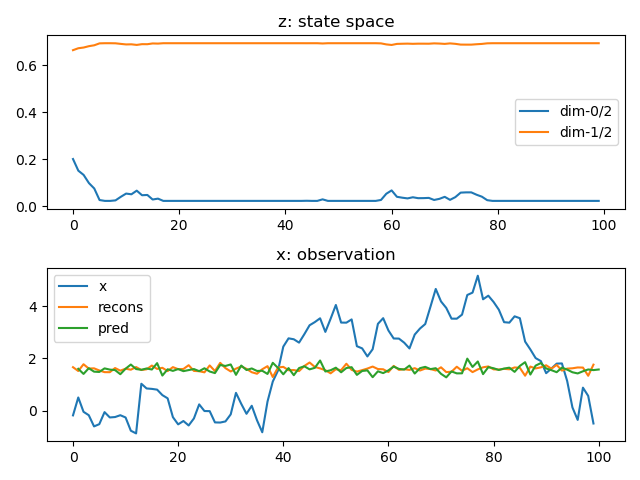 z: state space
0.6
0.4
0.2
0.0
dim-0/2
dim-1/2
0 20 40 60 80 100
x: observation
4
2
0
x
recons
pred
0 20 40 60 80 100